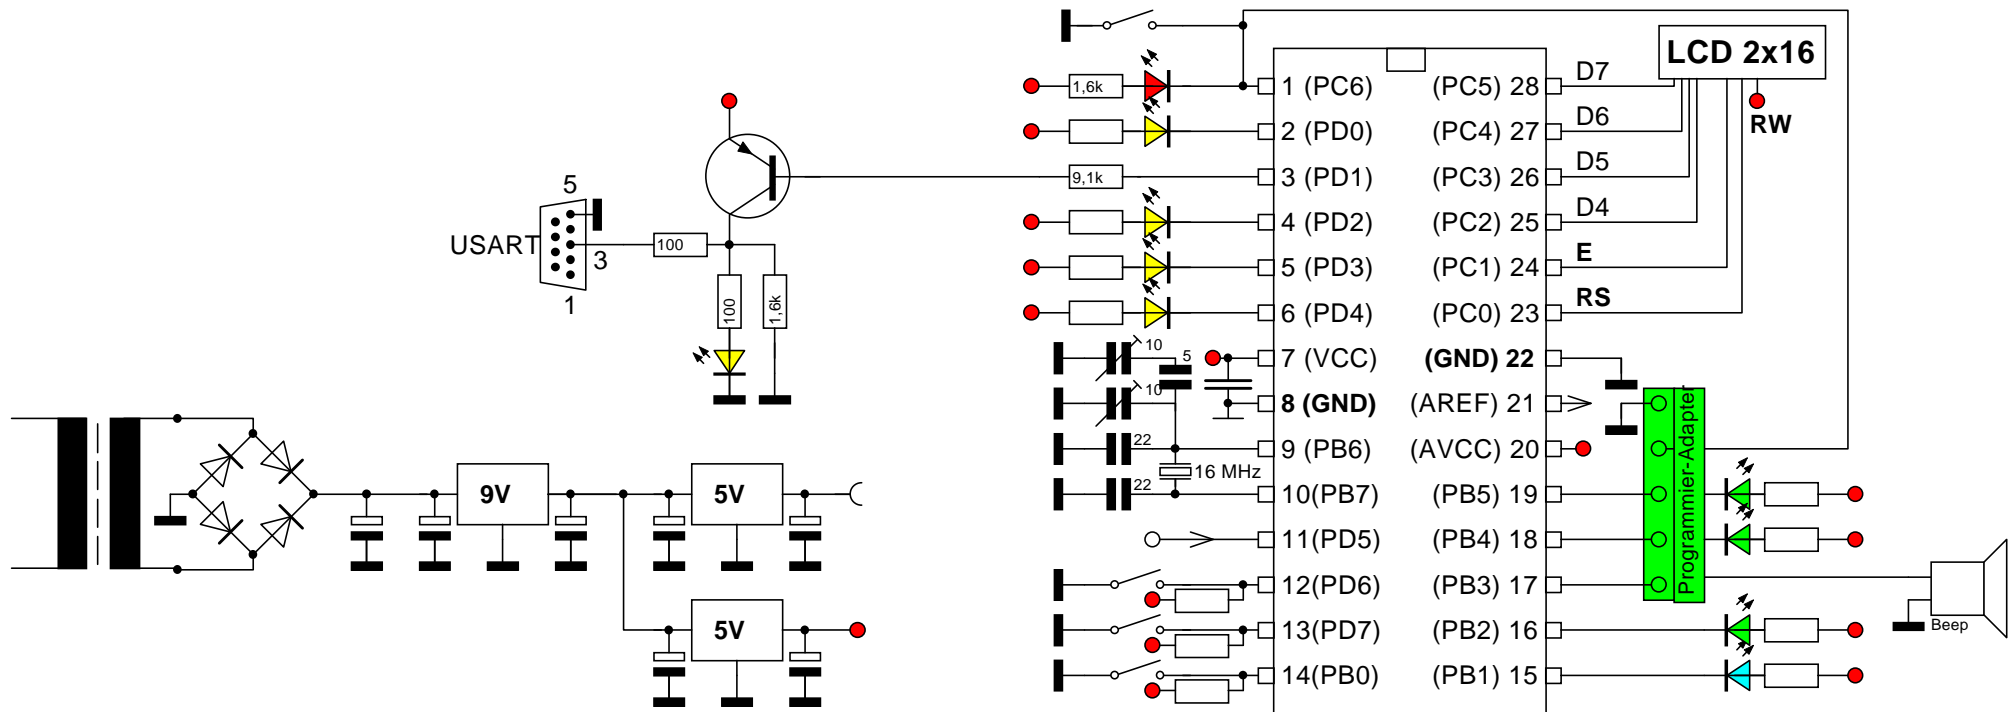 LCD 2x16
1,6k
1 (PC6)
(PC5) 28
D7
RW
2 (PD0)
(PC4) 27
D6
9,1k
3 (PD1)
(PC3) 26
D5
5
4 (PD2)
(PC2) 25
D4
USART
100
3
5 (PD3)
(PC1) 24
E
1
100
1,6k
6 (PD4)
(PC0) 23
RS
10
5
7 (VCC)
(GND) 22
10
8 (GND)
(AREF) 21
22
9 (PB6)
(AVCC) 20
16 MHz
22
10(PB7)
(PB5) 19
Programmier-Adapter
9V
5V
11(PD5)
(PB4) 18
12(PD6)
(PB3) 17
5V
13(PD7)
(PB2) 16
Beep
14(PB0)
(PB1) 15